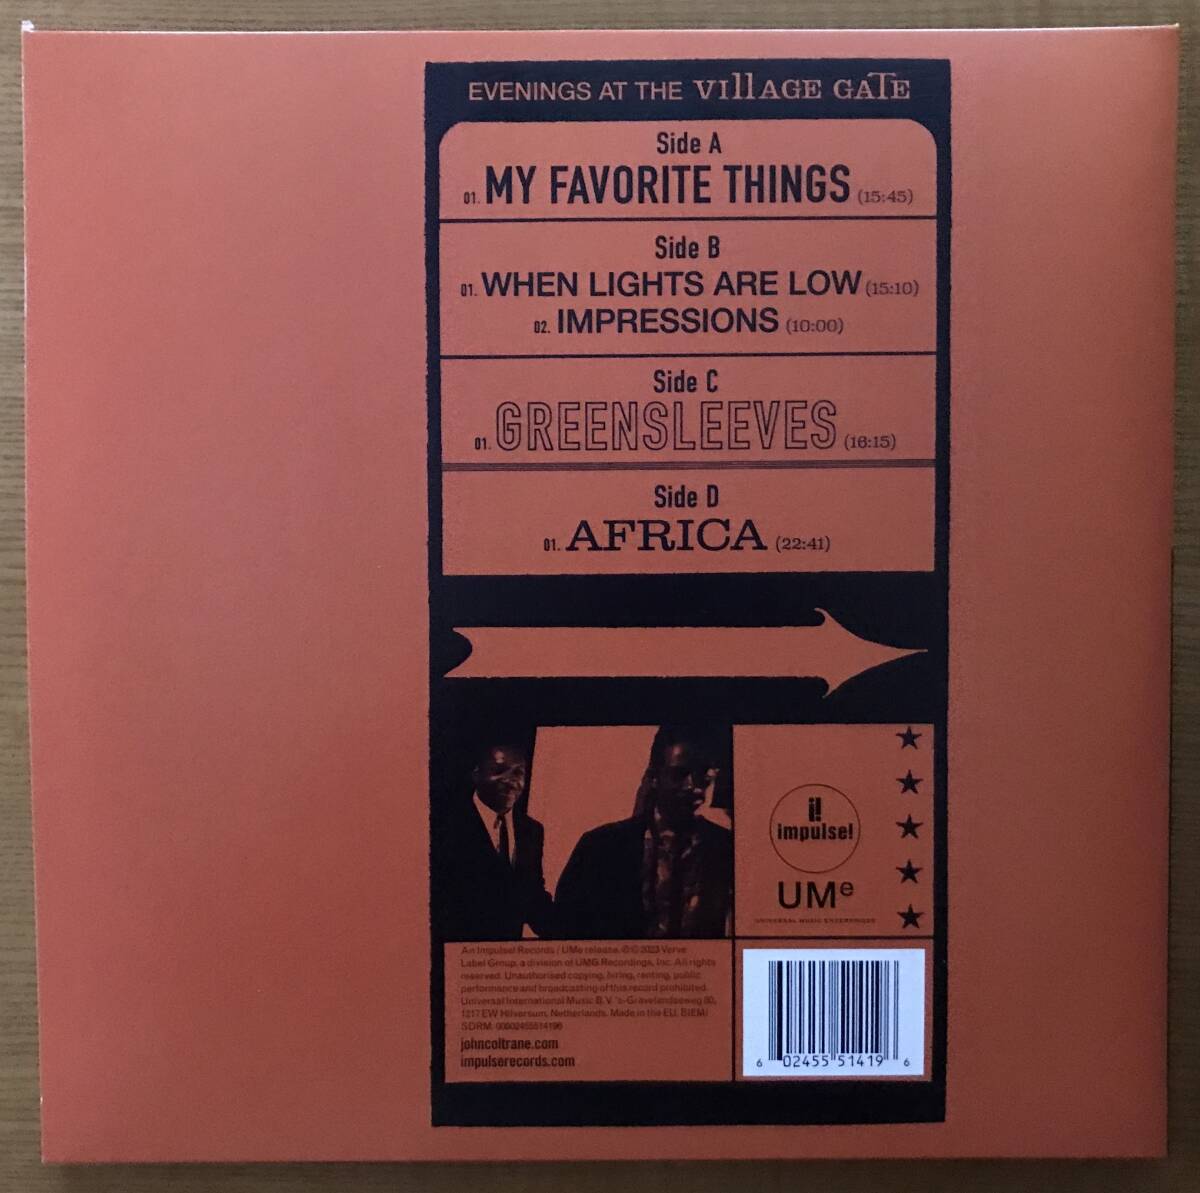 EVENINGS AT THE VILLAGE GATE
Side A
01. MY FAVORITE THINGS (15:45)
Side B
01. WHEN LIGHTS ARE LOW (15:10)
02. IMPRESSIONS (10:00)
Side C
01. GREENSLEEVES (16:15)
Side D
01. AFRICA (22:41)
i!
impulse!
UMe
UNIVERSAL MUSIC ENTERPRISES
An Impulse! Records / UMe release. ℗© 2023 Verve
Label Group, a division of UMG Recordings, Inc. All rights
reserved. Unauthorised copying, hiring, renting, public
performance and broadcasting of this record prohibited.
Universal International Music B.V. 's-Gravelandseweg 80,
1217 EW Hilversum, Netherlands. Made in the EU. BIEM/
SDRM. 00602455514196
johncoltrane.com
impulserecords.com
6 02455 51419 6